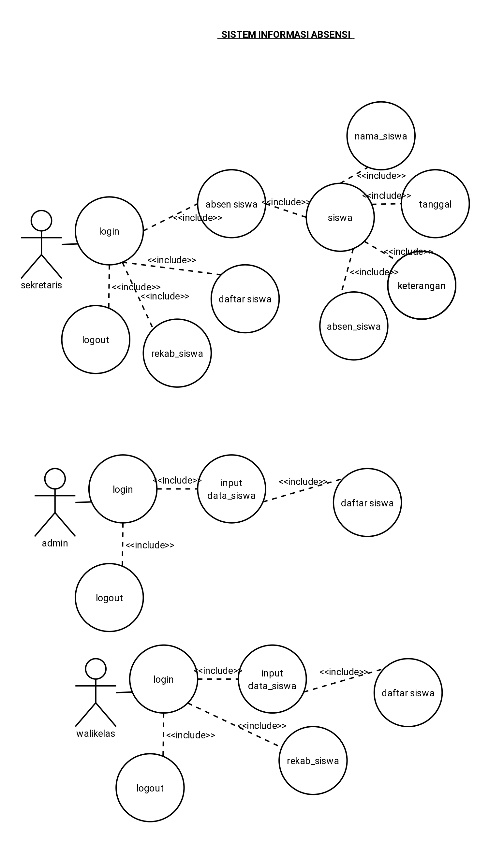 SISTEM INFORMASI ABSENSI
nama_siswa
<<include>>
<<include>>
absen siswa
<<include>>
siswa
tanggal
<<include>>
login
<<include>>
<<include>>
<<include>>
sekretaris
<<include>>
<<include>>
keterangan
daftar siswa
absen_siswa
logout
rekab_siswa
login
<<include>>
input
data_siswa
<<include>>
daftar siswa
admin
<<include>>
logout
login
<<include>>
input
data_siswa
<<include>>
daftar siswa
walikelas
<<include>>
<<include>>
rekab_siswa
logout